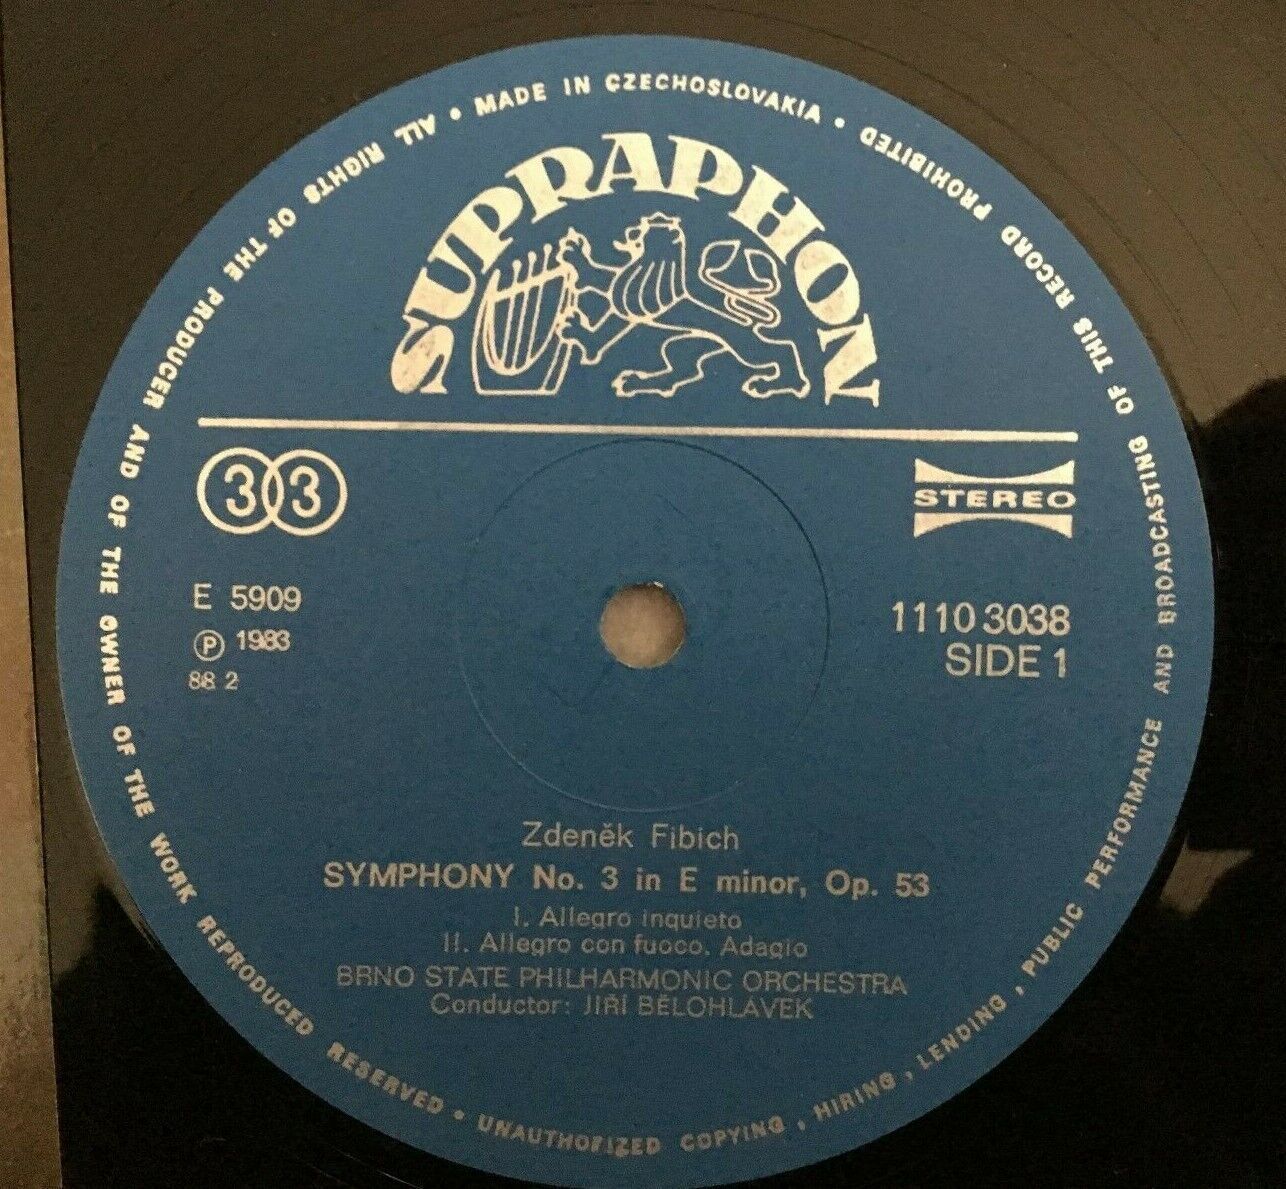 ALL RIGHTS OF THE PRODUCER AND OF THE OWNER OF THE WORK REPRODUCED RESERVED • UNAUTHORIZED COPYING, HIRING, LENDING, PUBLIC PERFORMANCE AND BROADCASTING OF THIS RECORD PROHIBITED • MADE IN CZECHOSLOVAKIA •
SUPRAPHON
33
STEREO
E 5909
℗ 1983
88 2
1110 3038
SIDE 1
Zdeněk Fibich
SYMPHONY No. 3 in E minor, Op. 53
I. Allegro inquieto
II. Allegro con fuoco. Adagio
BRNO STATE PHILHARMONIC ORCHESTRA
Conductor: JIŘÍ BĚLOHLÁVEK